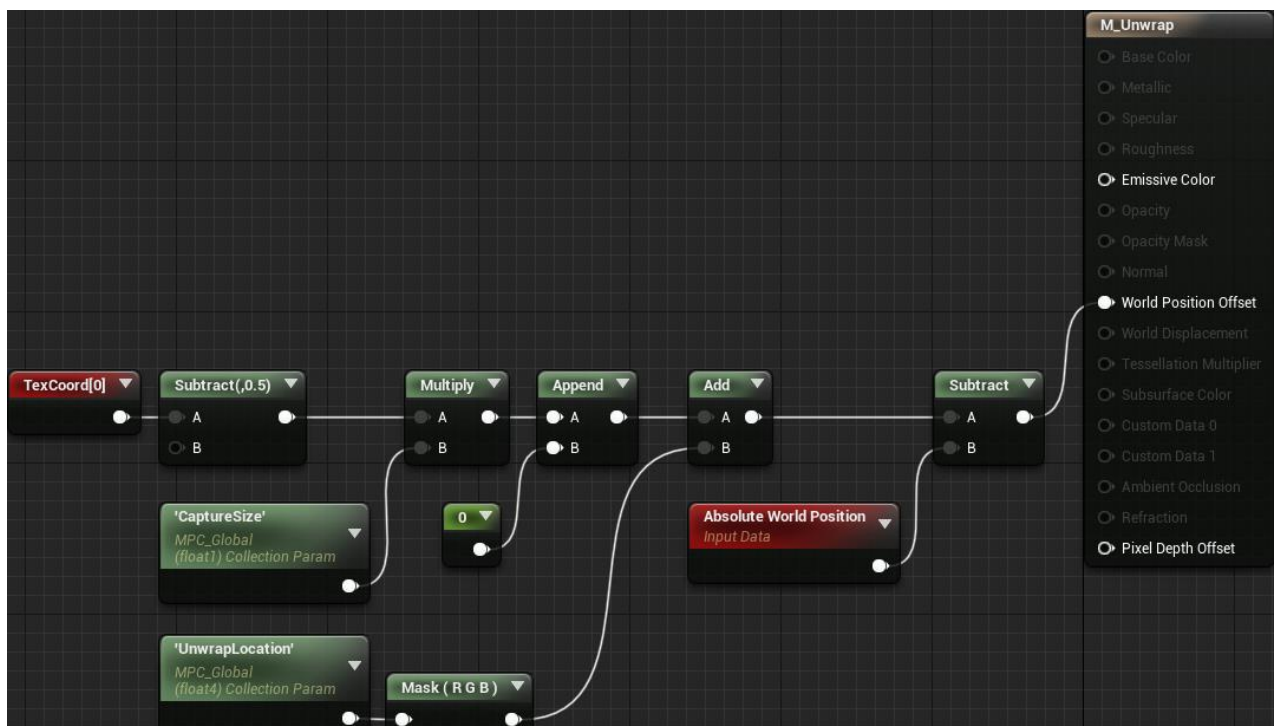 M_Unwrap
Base Color
Metallic
Specular
Roughness
Emissive Color
Opacity
Opacity Mask
Normal
World Position Offset
World Displacement
Tessellation Multiplier
Subsurface Color
Custom Data 0
Custom Data 1
Ambient Occlusion
Refraction
Pixel Depth Offset
TexCoord[0]
Subtract(,0.5)
A
B
Multiply
A
B
Append
A
B
Add
A
B
Subtract
A
B
'CaptureSize'
MPC_Global
(float1) Collection Param
0
Absolute World Position
Input Data
'UnwrapLocation'
MPC_Global
(float4) Collection Param
Mask ( R G B )